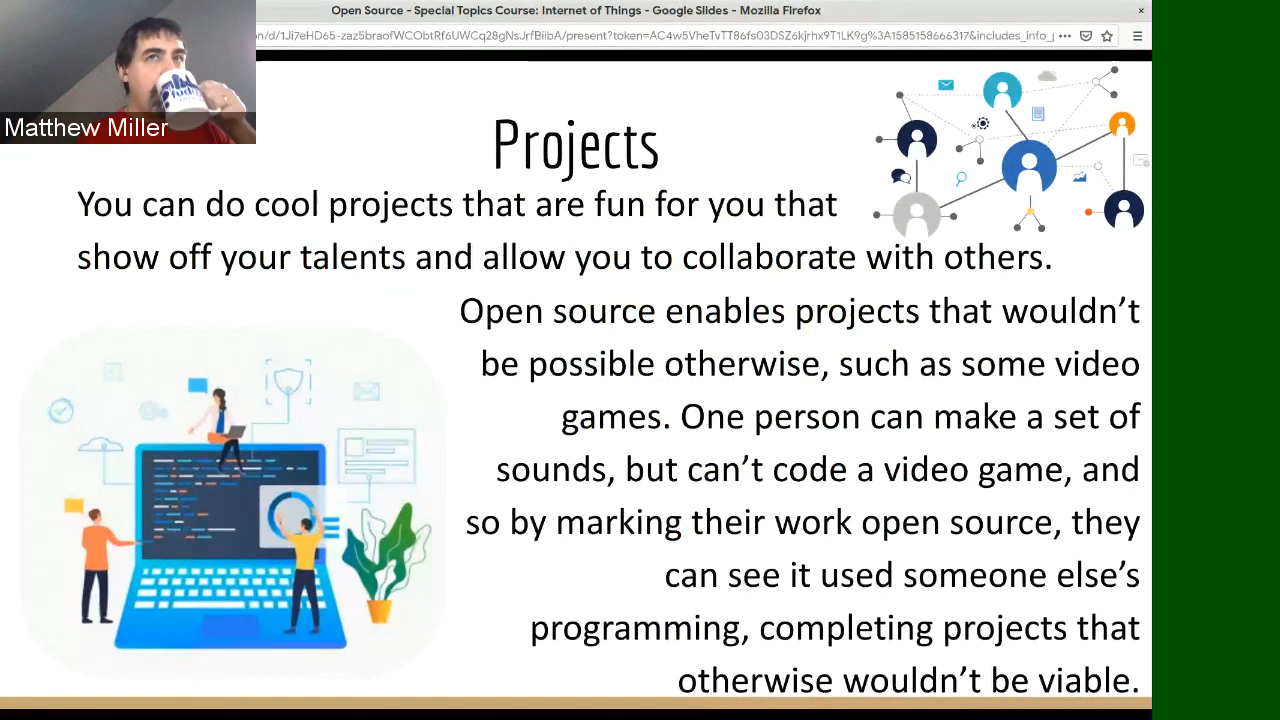 Open Source - Special Topics Course: Internet of Things - Google Slides - Mozilla Firefox
Matthew Miller
Projects
You can do cool projects that are fun for you that
show off your talents and allow you to collaborate with others.
Open source enables projects that wouldn’t
be possible otherwise, such as some video
games. One person can make a set of
sounds, but can’t code a video game, and
so by marking their work open source, they
can see it used someone else’s
programming, completing projects that
otherwise wouldn’t be viable.